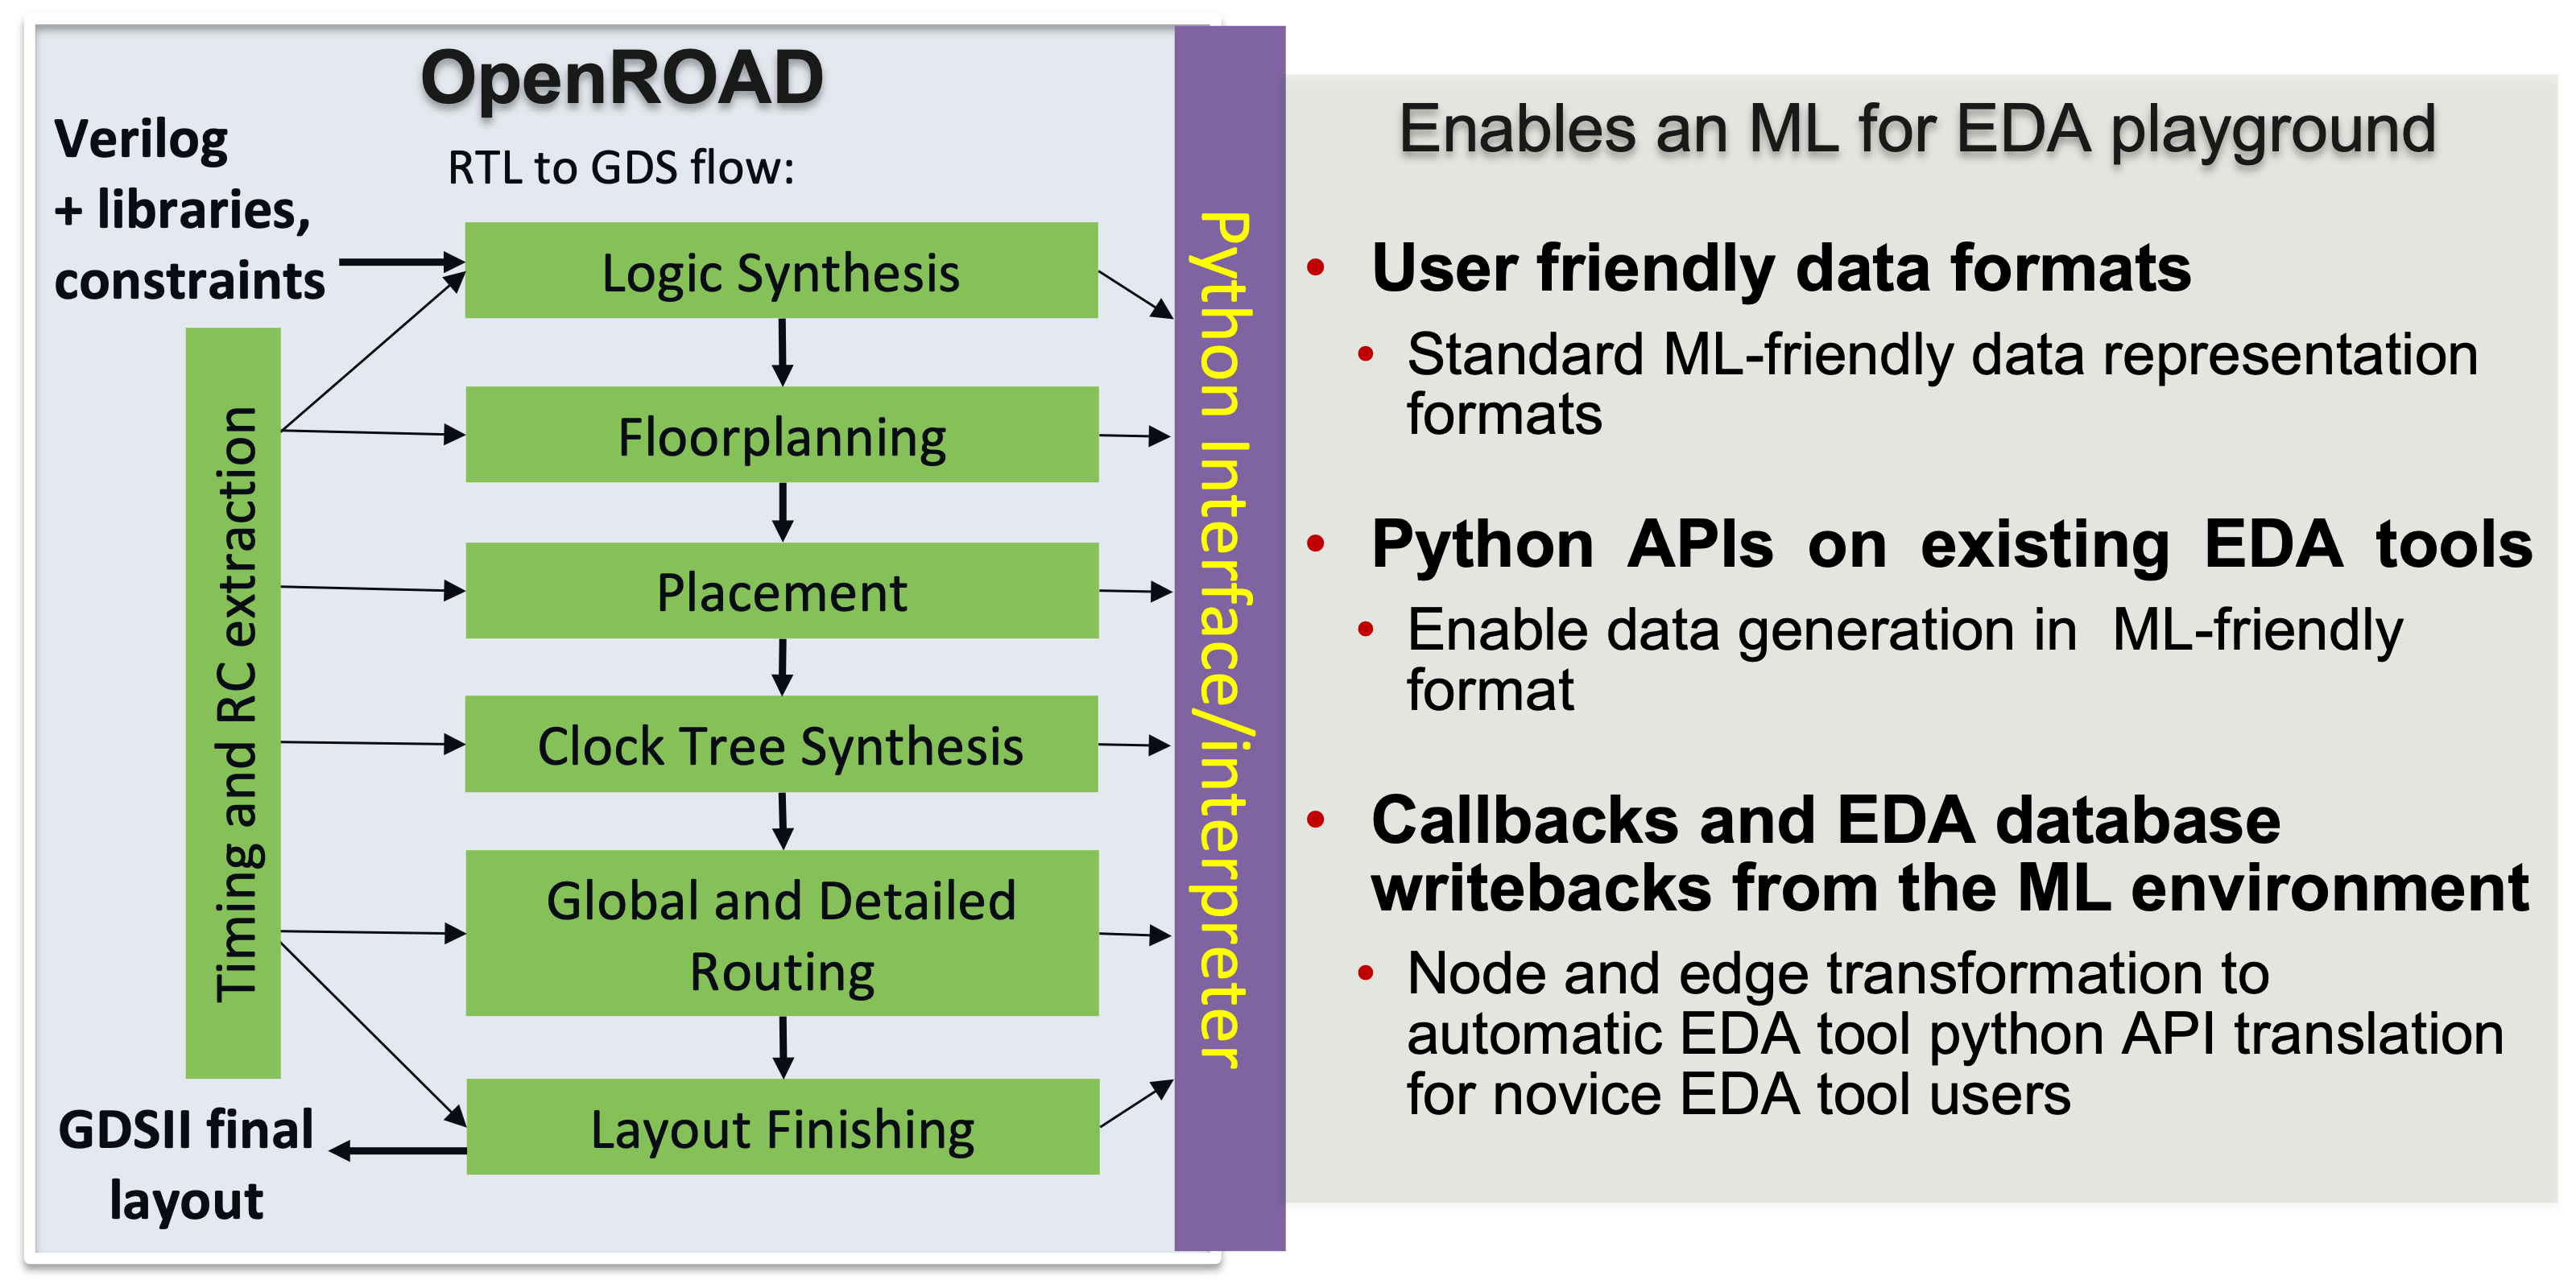 OpenROAD
Verilog
+ libraries,
constraints
RTL to GDS flow:
Logic Synthesis
Floorplanning
Placement
Clock Tree Synthesis
Global and Detailed
Routing
Layout Finishing
Timing and RC extraction
GDSII final
layout
Python Interface/interpreter
Enables an ML for EDA playground
• User friendly data formats
• Standard ML-friendly data representation
formats
• Python APIs on existing EDA tools
• Enable data generation in ML-friendly
format
• Callbacks and EDA database
writebacks from the ML environment
• Node and edge transformation to
automatic EDA tool python API translation
for novice EDA tool users